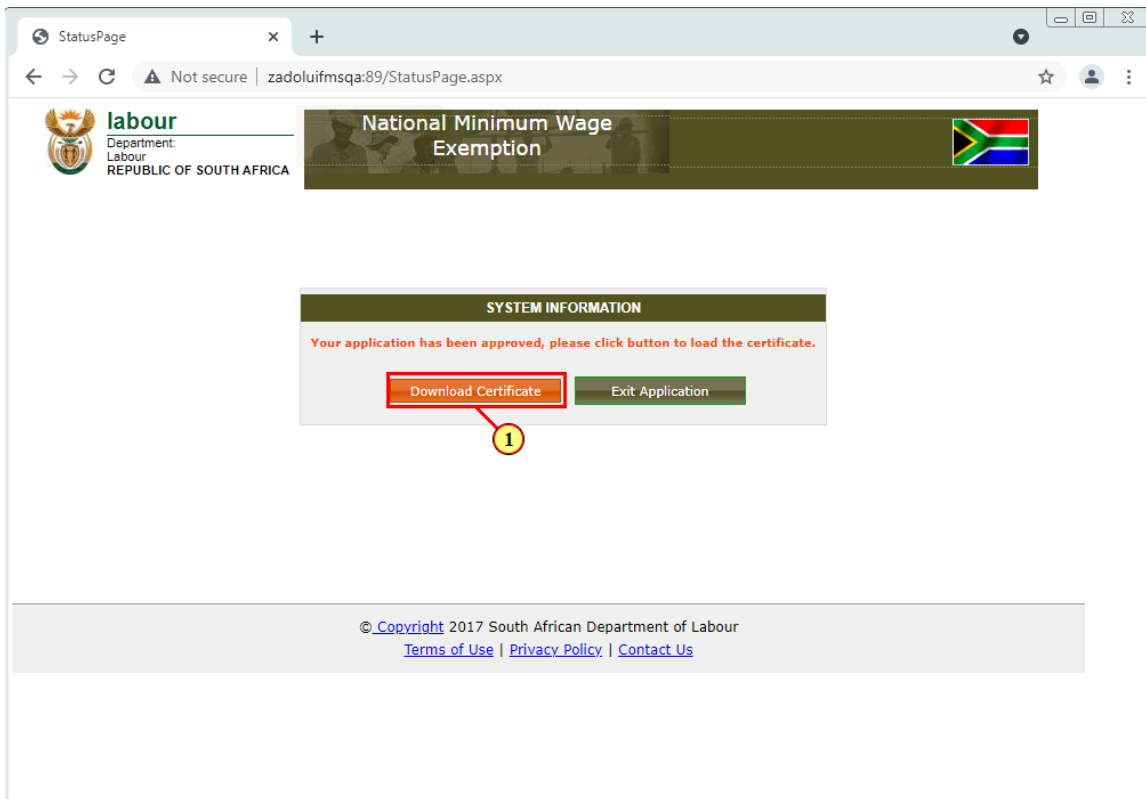 StatusPage
Not secure | zadoluifmsqa:89/StatusPage.aspx
labour
Department:
Labour
REPUBLIC OF SOUTH AFRICA
National Minimum Wage
Exemption
SYSTEM INFORMATION
Your application has been approved, please click button to load the certificate.
Download Certificate
Exit Application
1
© Copyright 2017 South African Department of Labour
Terms of Use | Privacy Policy | Contact Us